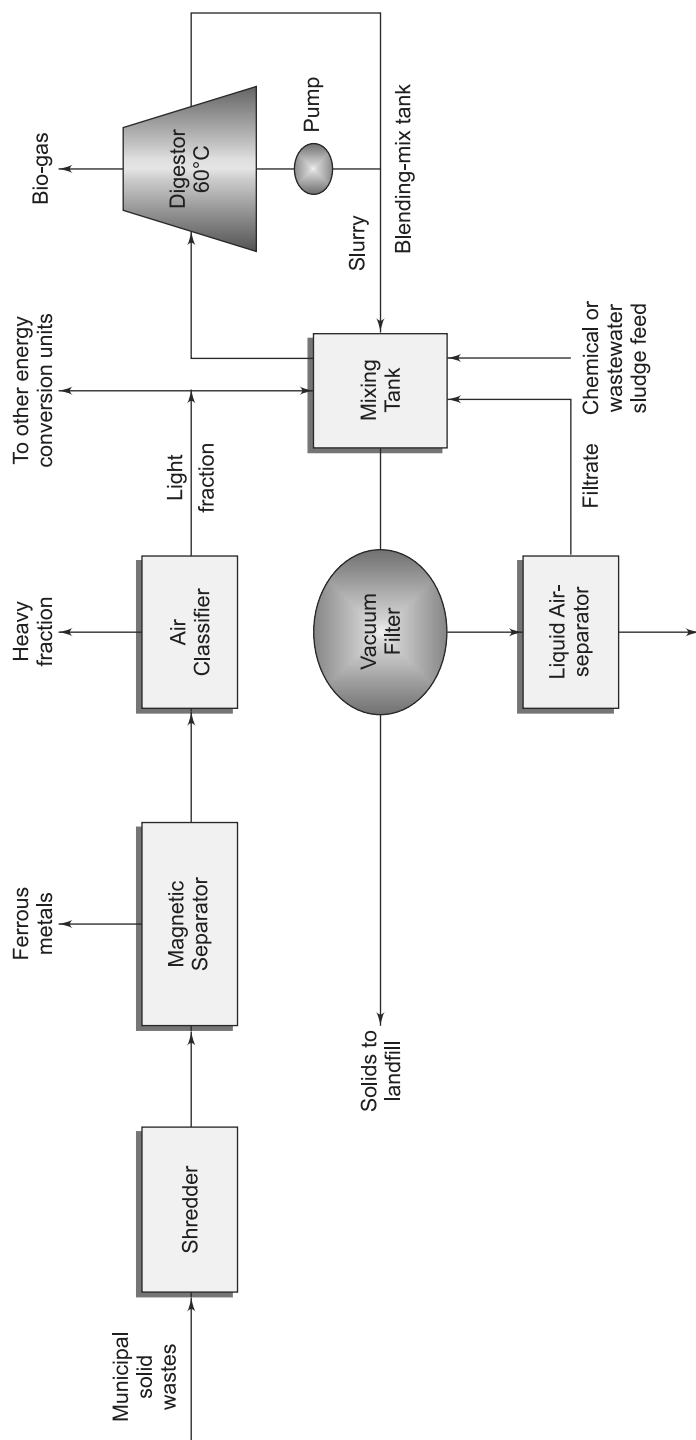 Municipal
solid
wastes
Shredder
Magnetic
Separator
Ferrous
metals
Air
Classifier
Heavy
fraction
Light
fraction
To other energy
conversion units
Digestor
60°C
Bio-gas
Pump
Slurry
Blending-mix tank
Mixing
Tank
Chemical or
wastewater
sludge feed
Filtrate
Vacuum
Filter
Liquid Air-
separator
Solids to
landfill